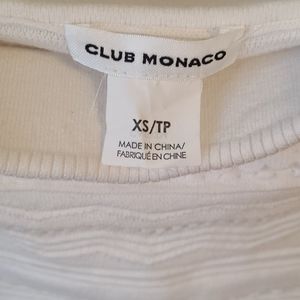 CLUB MONACO
XS/TP
MADE IN CHINA/
FABRIQUÉ EN CHINE